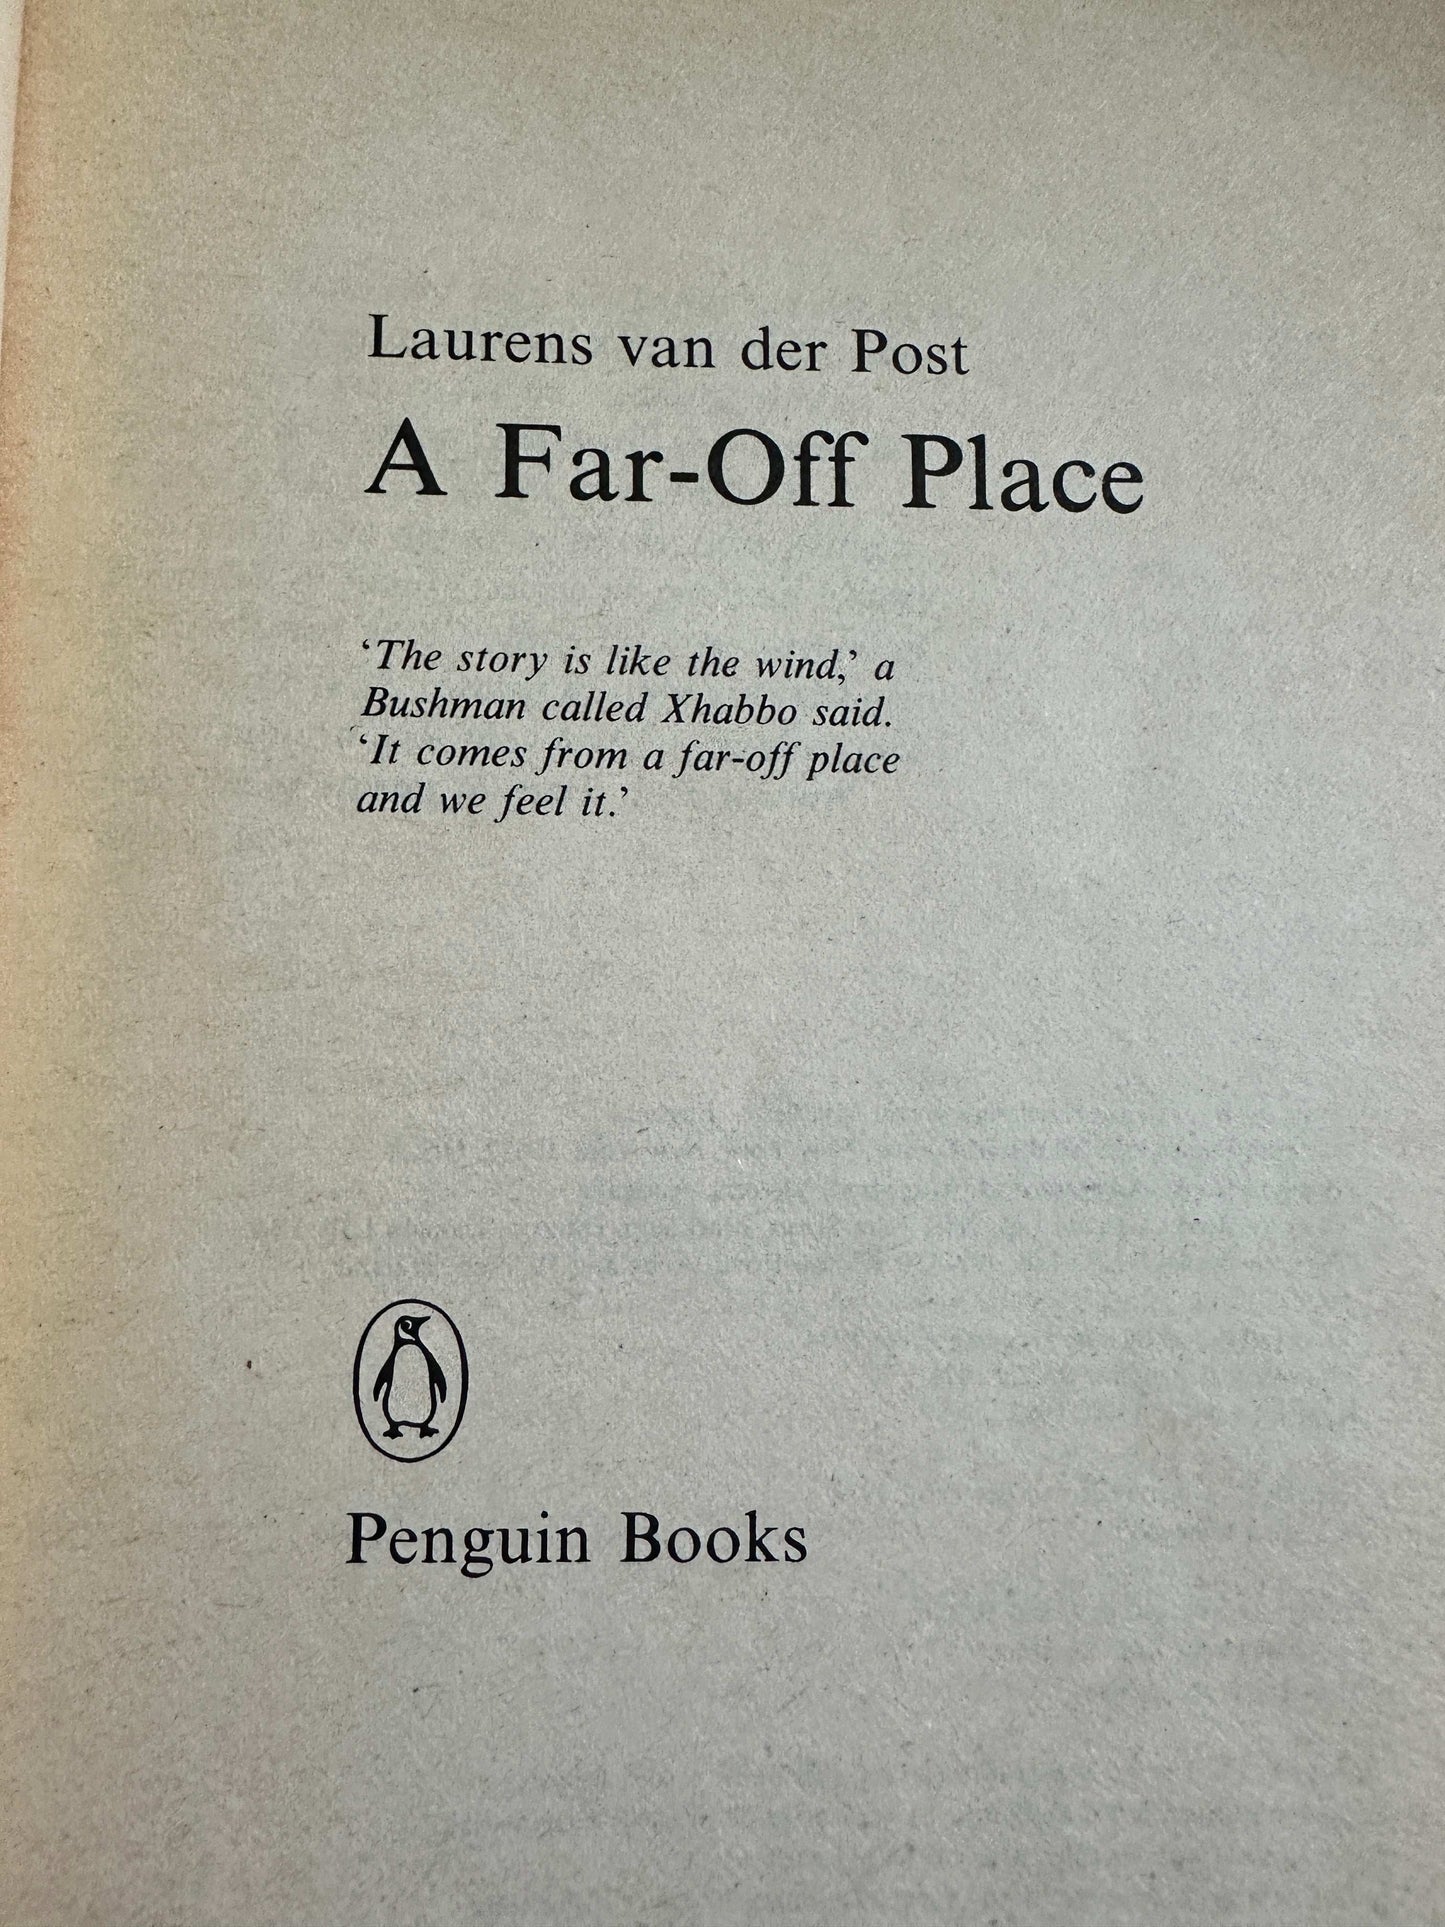 Laurens van der Post
A Far-Off Place
‘The story is like the wind,’ a
Bushman called Xhabbo said.
‘It comes from a far-off place
and we feel it.’
Penguin Books